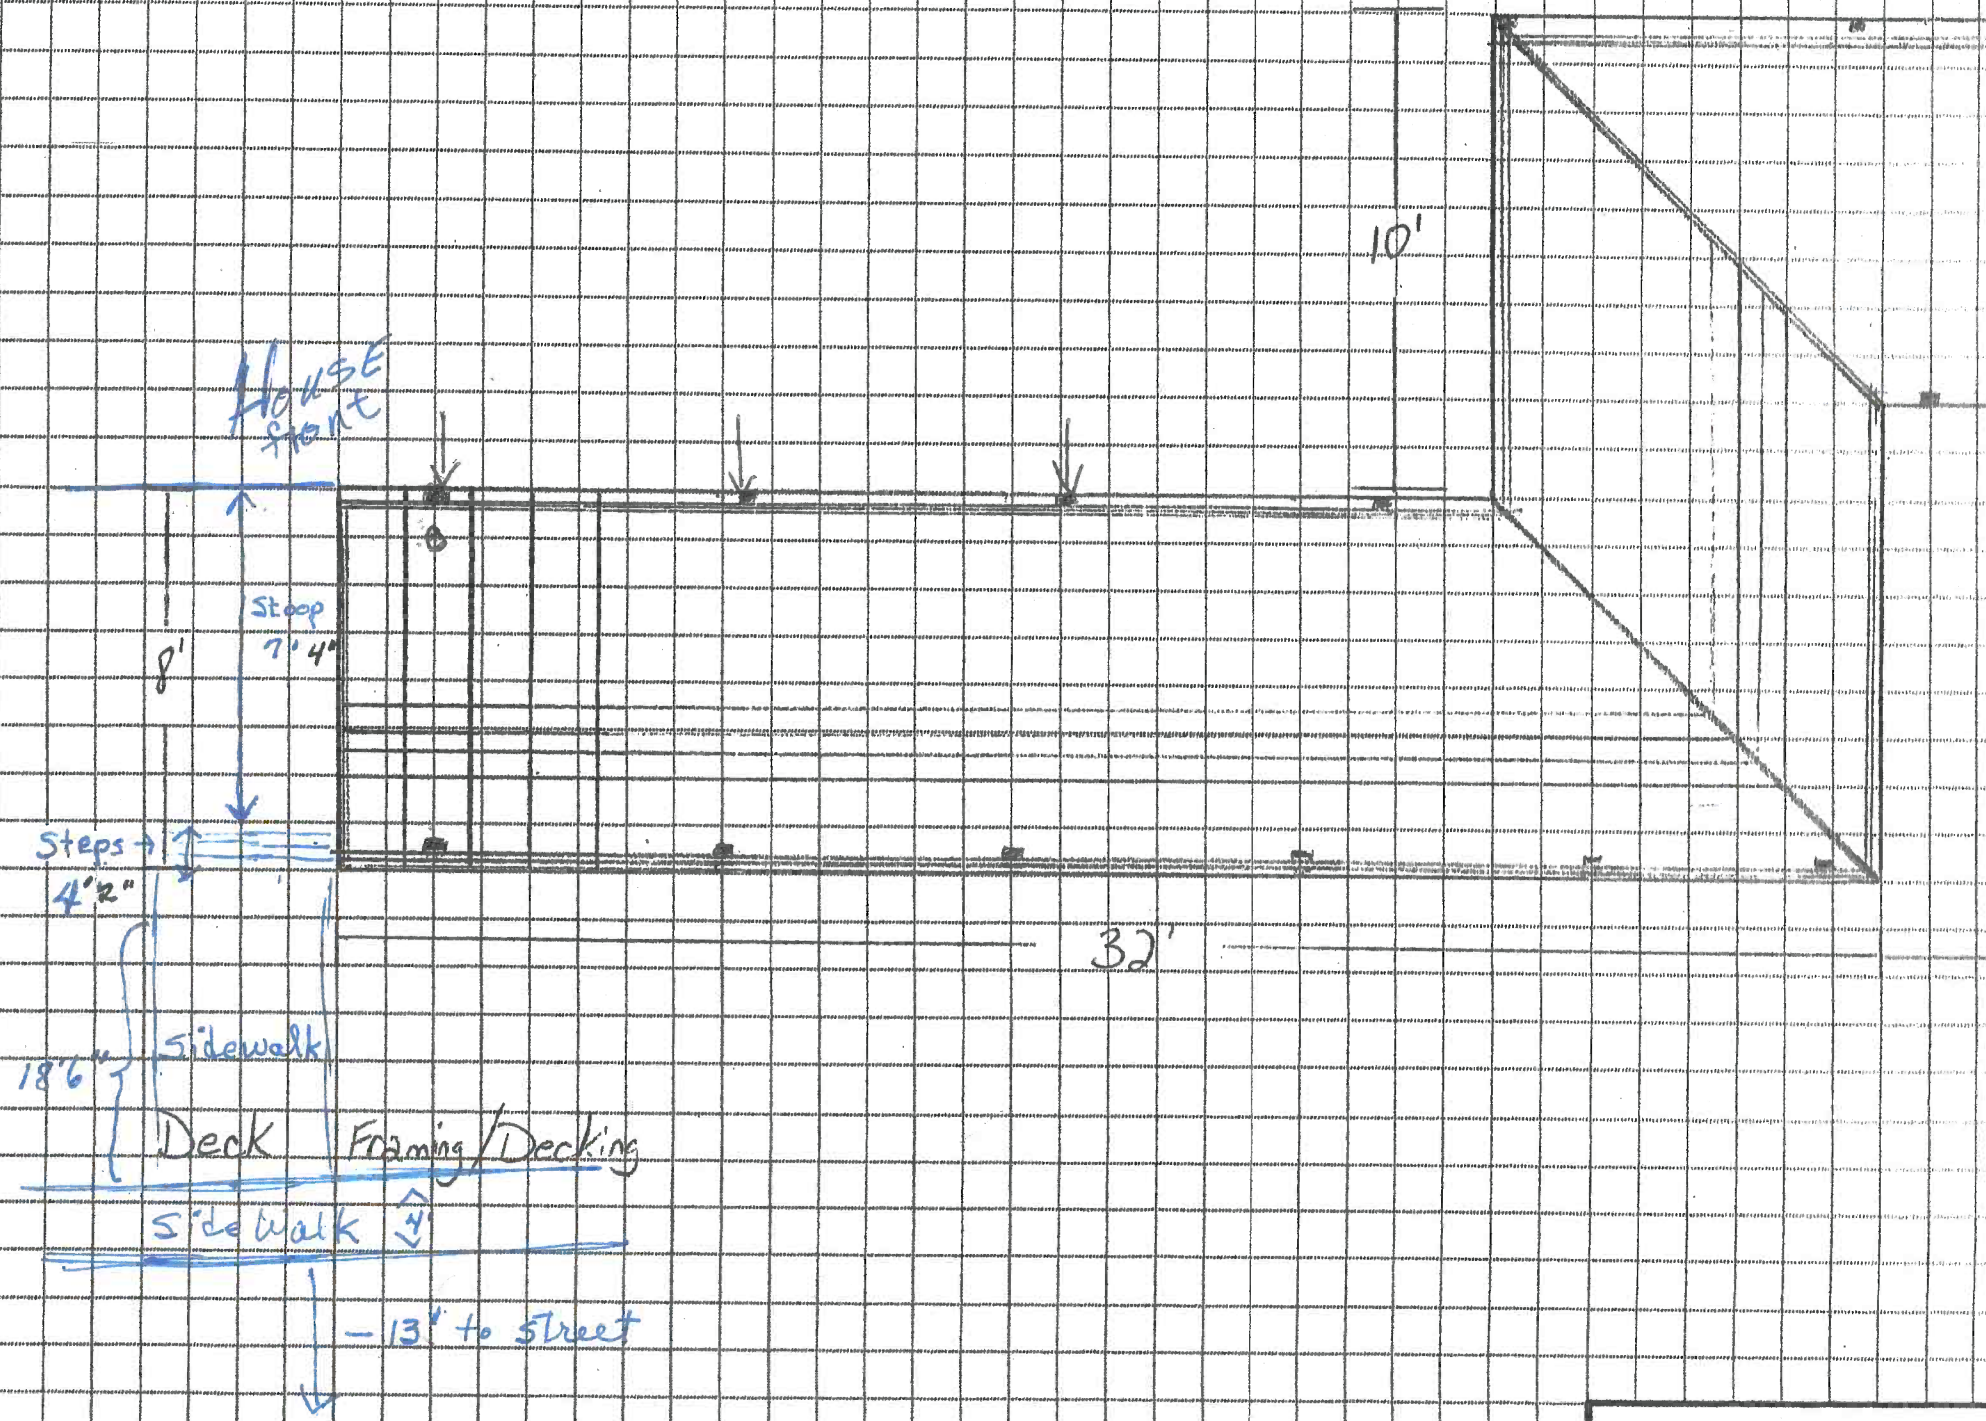 10'
House
front
Stoop
7' 4"
8'
Steps
4' 2"
32'
Sidewalk
18'6"
Deck Framing/Decking
Sidewalk 4'
- 13' to street